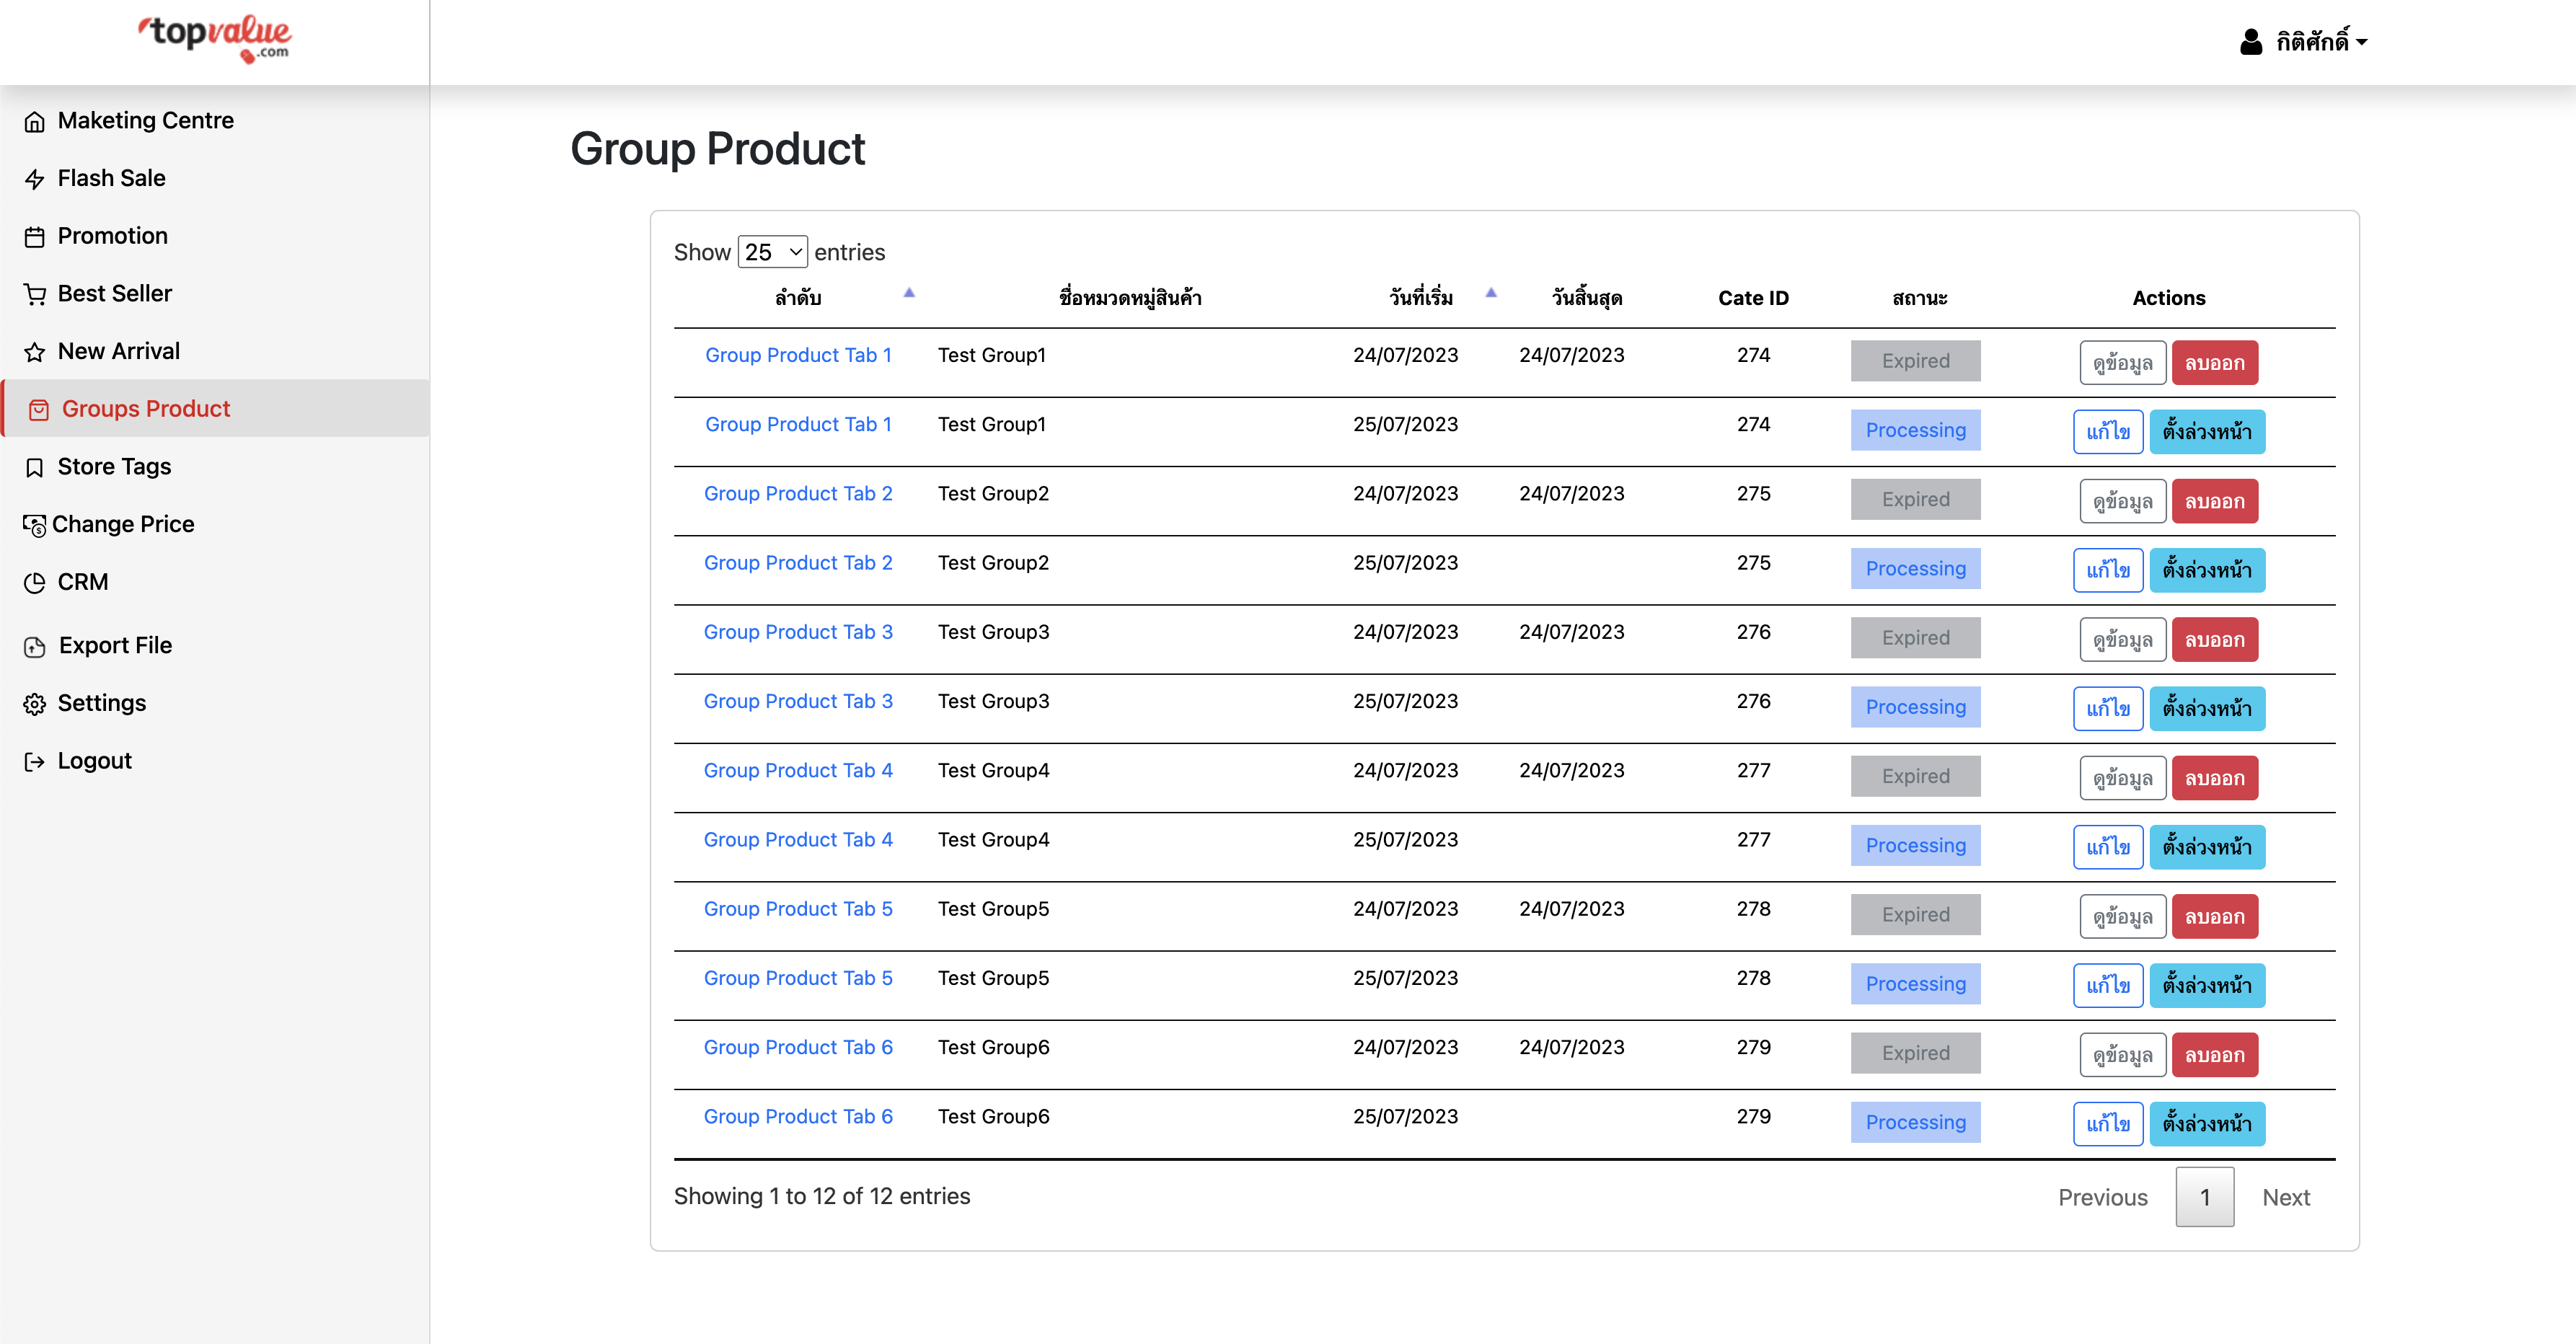 topvalue
.com
กิติศักดิ์
Maketing Centre
Flash Sale
Promotion
Best Seller
New Arrival
Groups Product
Store Tags
Change Price
CRM
Export File
Settings
Logout
Group Product
Show 25 entries
ลำดับ ชื่อหมวดหมู่สินค้า วันที่เริ่ม วันสิ้นสุด Cate ID สถานะ Actions
Group Product Tab 1 Test Group1 24/07/2023 24/07/2023 274 Expired ดูข้อมูล ลบออก
Group Product Tab 1 Test Group1 25/07/2023 274 Processing แก้ไข ตั้งล่วงหน้า
Group Product Tab 2 Test Group2 24/07/2023 24/07/2023 275 Expired ดูข้อมูล ลบออก
Group Product Tab 2 Test Group2 25/07/2023 275 Processing แก้ไข ตั้งล่วงหน้า
Group Product Tab 3 Test Group3 24/07/2023 24/07/2023 276 Expired ดูข้อมูล ลบออก
Group Product Tab 3 Test Group3 25/07/2023 276 Processing แก้ไข ตั้งล่วงหน้า
Group Product Tab 4 Test Group4 24/07/2023 24/07/2023 277 Expired ดูข้อมูล ลบออก
Group Product Tab 4 Test Group4 25/07/2023 277 Processing แก้ไข ตั้งล่วงหน้า
Group Product Tab 5 Test Group5 24/07/2023 24/07/2023 278 Expired ดูข้อมูล ลบออก
Group Product Tab 5 Test Group5 25/07/2023 278 Processing แก้ไข ตั้งล่วงหน้า
Group Product Tab 6 Test Group6 24/07/2023 24/07/2023 279 Expired ดูข้อมูล ลบออก
Group Product Tab 6 Test Group6 25/07/2023 279 Processing แก้ไข ตั้งล่วงหน้า
Showing 1 to 12 of 12 entries Previous 1 Next